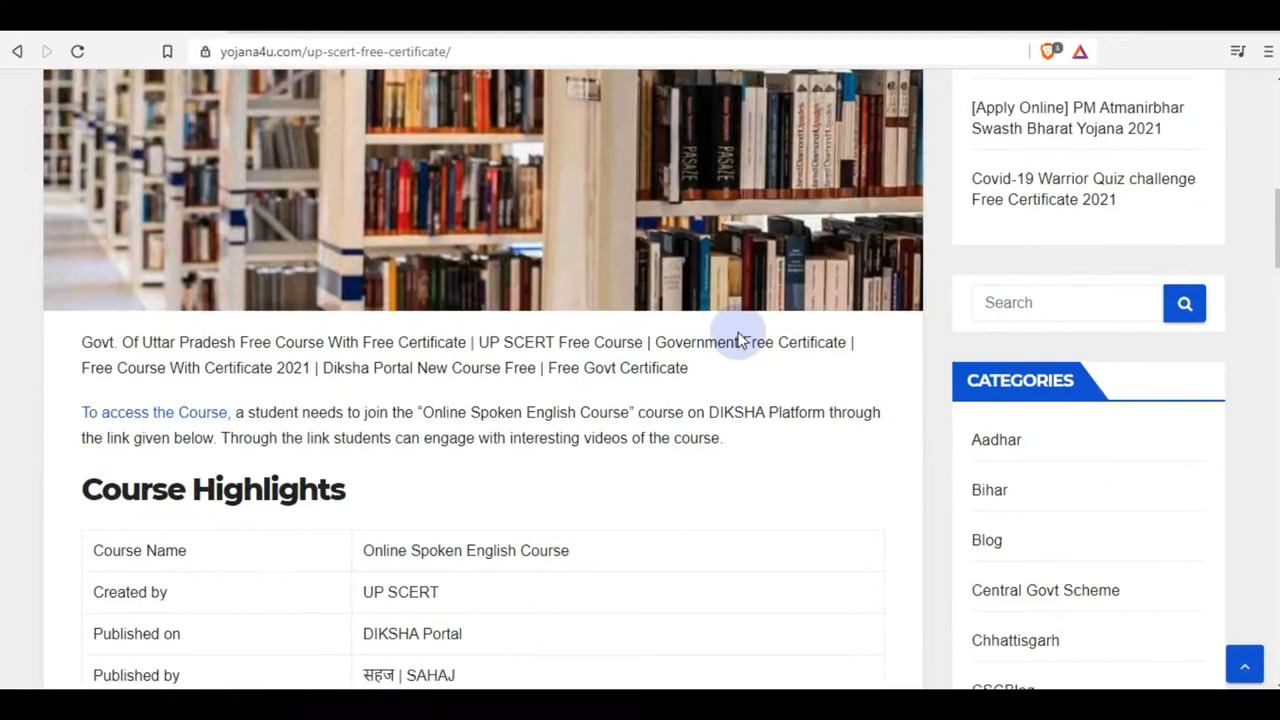 yojana4u.com/up-scert-free-certificate/
PASAŻE
PASAŻE
[Apply Online] PM Atmanirbhar
Swasth Bharat Yojana 2021
Covid-19 Warrior Quiz challenge
Free Certificate 2021
Search
Govt. Of Uttar Pradesh Free Course With Free Certificate | UP SCERT Free Course | Government Free Certificate |
Free Course With Certificate 2021 | Diksha Portal New Course Free | Free Govt Certificate
To access the Course, a student needs to join the “Online Spoken English Course” course on DIKSHA Platform through
the link given below. Through the link students can engage with interesting videos of the course.
Course Highlights
Course Name Online Spoken English Course
Created by UP SCERT
Published on DIKSHA Portal
Published by सहज | SAHAJ
CATEGORIES
Aadhar
Bihar
Blog
Central Govt Scheme
Chhattisgarh
CSCBlog